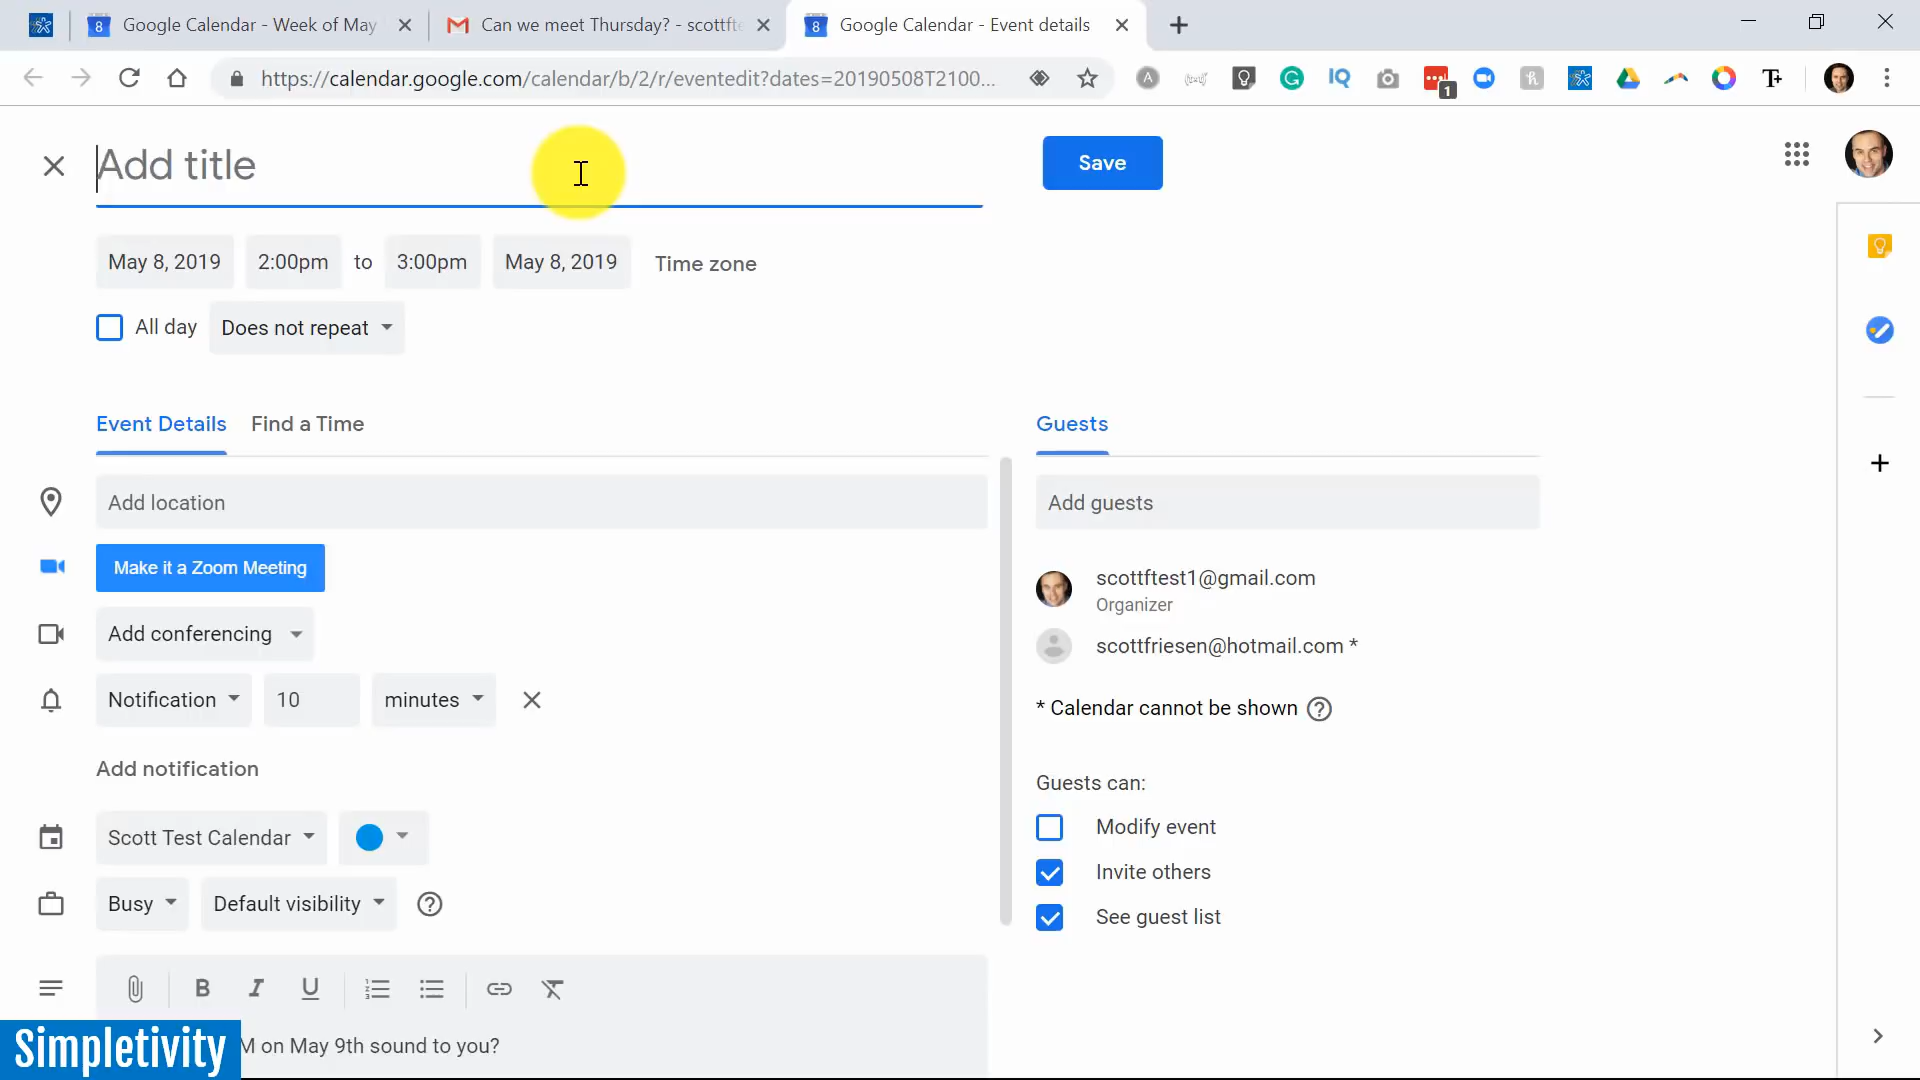 Google Calendar - Week of May
Can we meet Thursday? - scottfte
Google Calendar - Event details
https://calendar.google.com/calendar/b/2/r/eventedit?dates=20190508T2100...
Add title
Save
May 8, 2019 2:00pm to 3:00pm May 8, 2019 Time zone
All day Does not repeat
Event Details Find a Time
Guests
Add location
Make it a Zoom Meeting
Add conferencing
Notification 10 minutes
Add notification
Scott Test Calendar
Busy Default visibility
M on May 9th sound to you?
Add guests
scottftest1@gmail.com
Organizer
scottfriesen@hotmail.com *
* Calendar cannot be shown
Guests can:
Modify event
Invite others
See guest list
Simpletivity